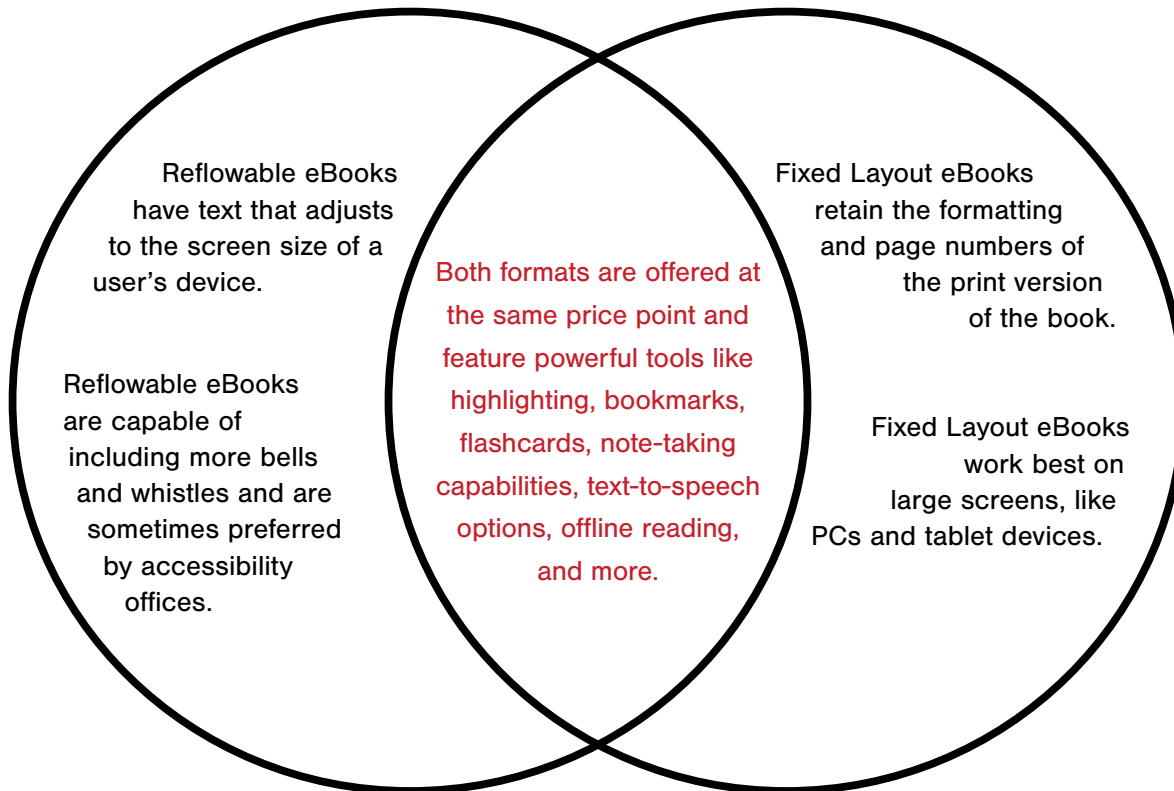 Reflowable eBooks
have text that adjusts
to the screen size of a
user’s device.
Reflowable eBooks
are capable of
including more bells
and whistles and are
sometimes preferred
by accessibility
offices.
Both formats are offered at
the same price point and
feature powerful tools like
highlighting, bookmarks,
flashcards, note-taking
capabilities, text-to-speech
options, offline reading,
and more.
Fixed Layout eBooks
retain the formatting
and page numbers of
the print version
of the book.
Fixed Layout eBooks
work best on
large screens, like
PCs and tablet devices.